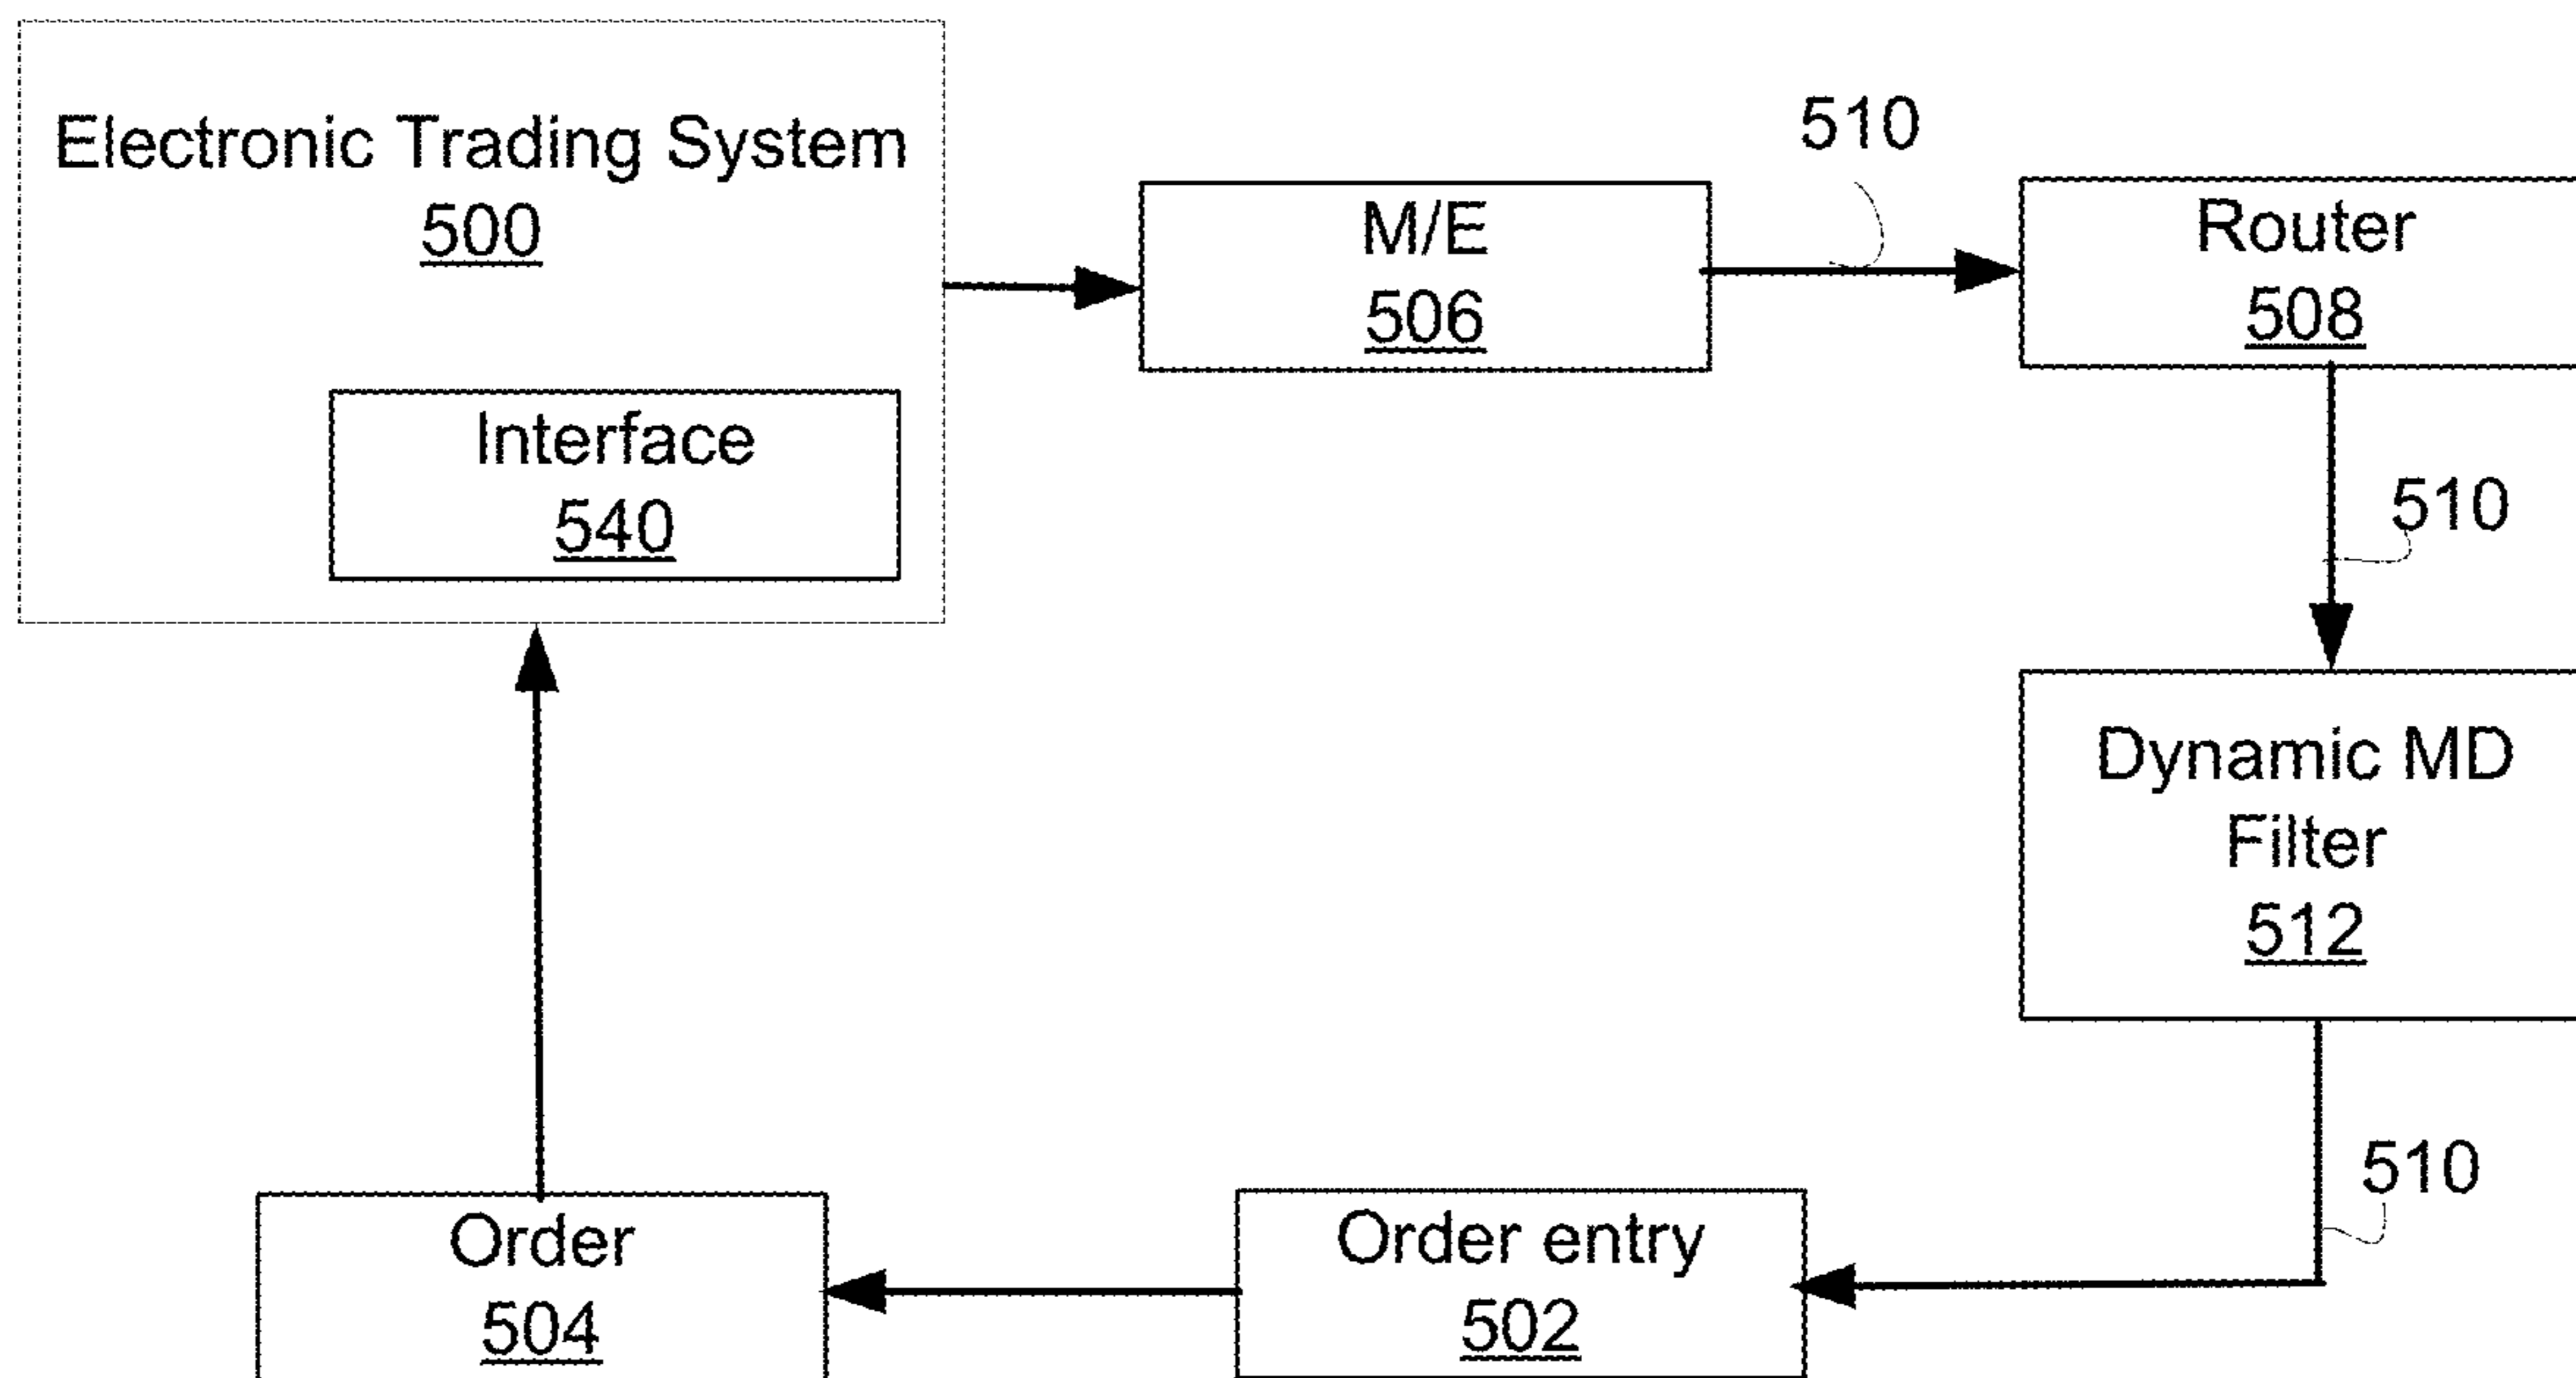 Electronic Trading System
500
Interface
540
M/E
506
510
Router
508
510
Dynamic MD
Filter
512
510
Order entry
502
Order
504